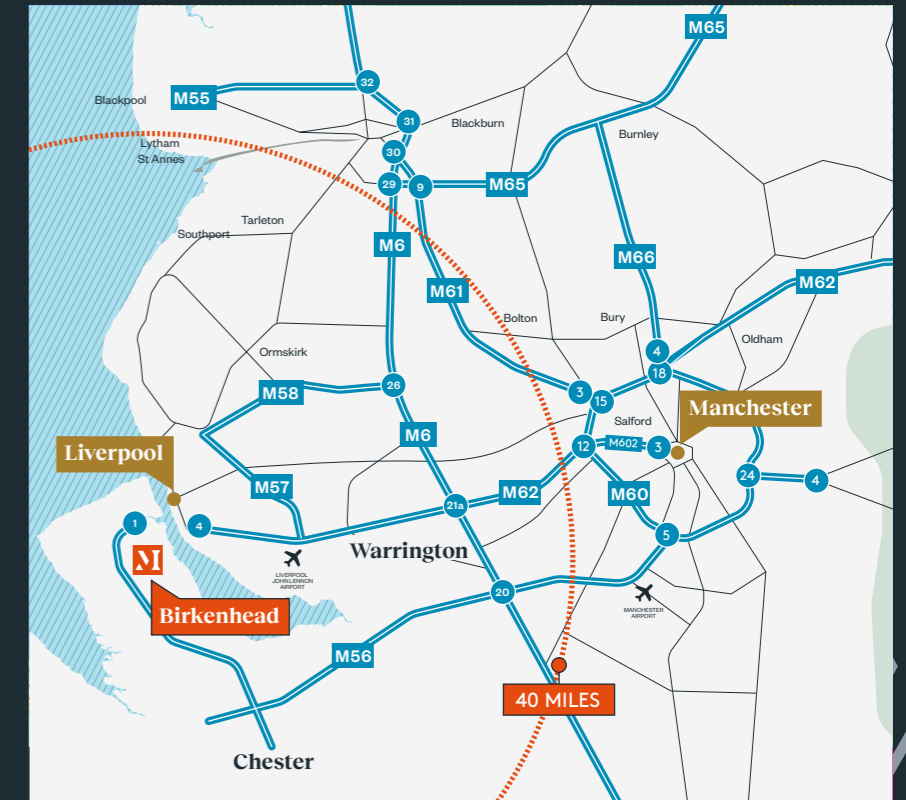 M65
32
M55
Blackpool
31
Blackburn
Burnley
Lytham
St Annes
30
29
9
M65
Tarleton
Southport
M6
M66
M62
M61
Bolton
Bury
Oldham
4
Ormskirk
18
26
M58
3
15
Manchester
Salford
M6
Liverpool
12
M602
3
24
4
M57
M62
M60
21a
1
4
5
Warrington
LIVERPOOL
JOHN LENNON
AIRPORT
M
20
MANCHESTER
AIRPORT
Birkenhead
M56
40 MILES
Chester